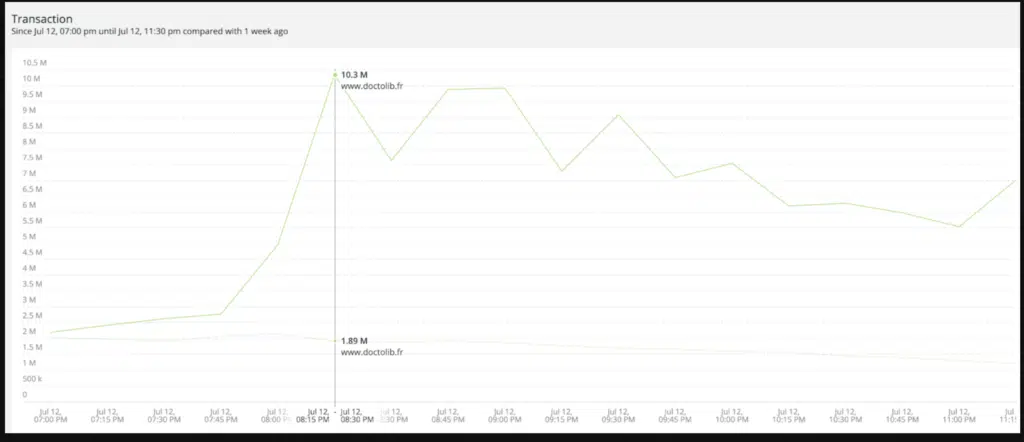 Transaction
Since Jul 12, 07:00 pm until Jul 12, 11:30 pm compared with 1 week ago
10.5 M
10 M
9.5 M
9 M
8.5 M
8 M
7.5 M
7 M
6.5 M
6 M
5.5 M
5 M
4.5 M
4 M
3.5 M
3 M
2.5 M
2 M
1.5 M
1 M
500 k
0
10.3 M
www.doctolib.fr
1.89 M
www.doctolib.fr
Jul 12, 07:00 PM
Jul 12, 07:15 PM
Jul 12, 07:30 PM
Jul 12, 07:45 PM
Jul 12, 08:00 PM
Jul 12, 08:15 PM
-
Jul 12, 08:30 PM
Jul 12, 08:45 PM
Jul 12, 09:00 PM
Jul 12, 09:15 PM
Jul 12, 09:30 PM
Jul 12, 09:45 PM
Jul 12, 10:00 PM
Jul 12, 10:15 PM
Jul 12, 10:30 PM
Jul 12, 10:45 PM
Jul 12, 11:00 PM
Jul 12, 11:1